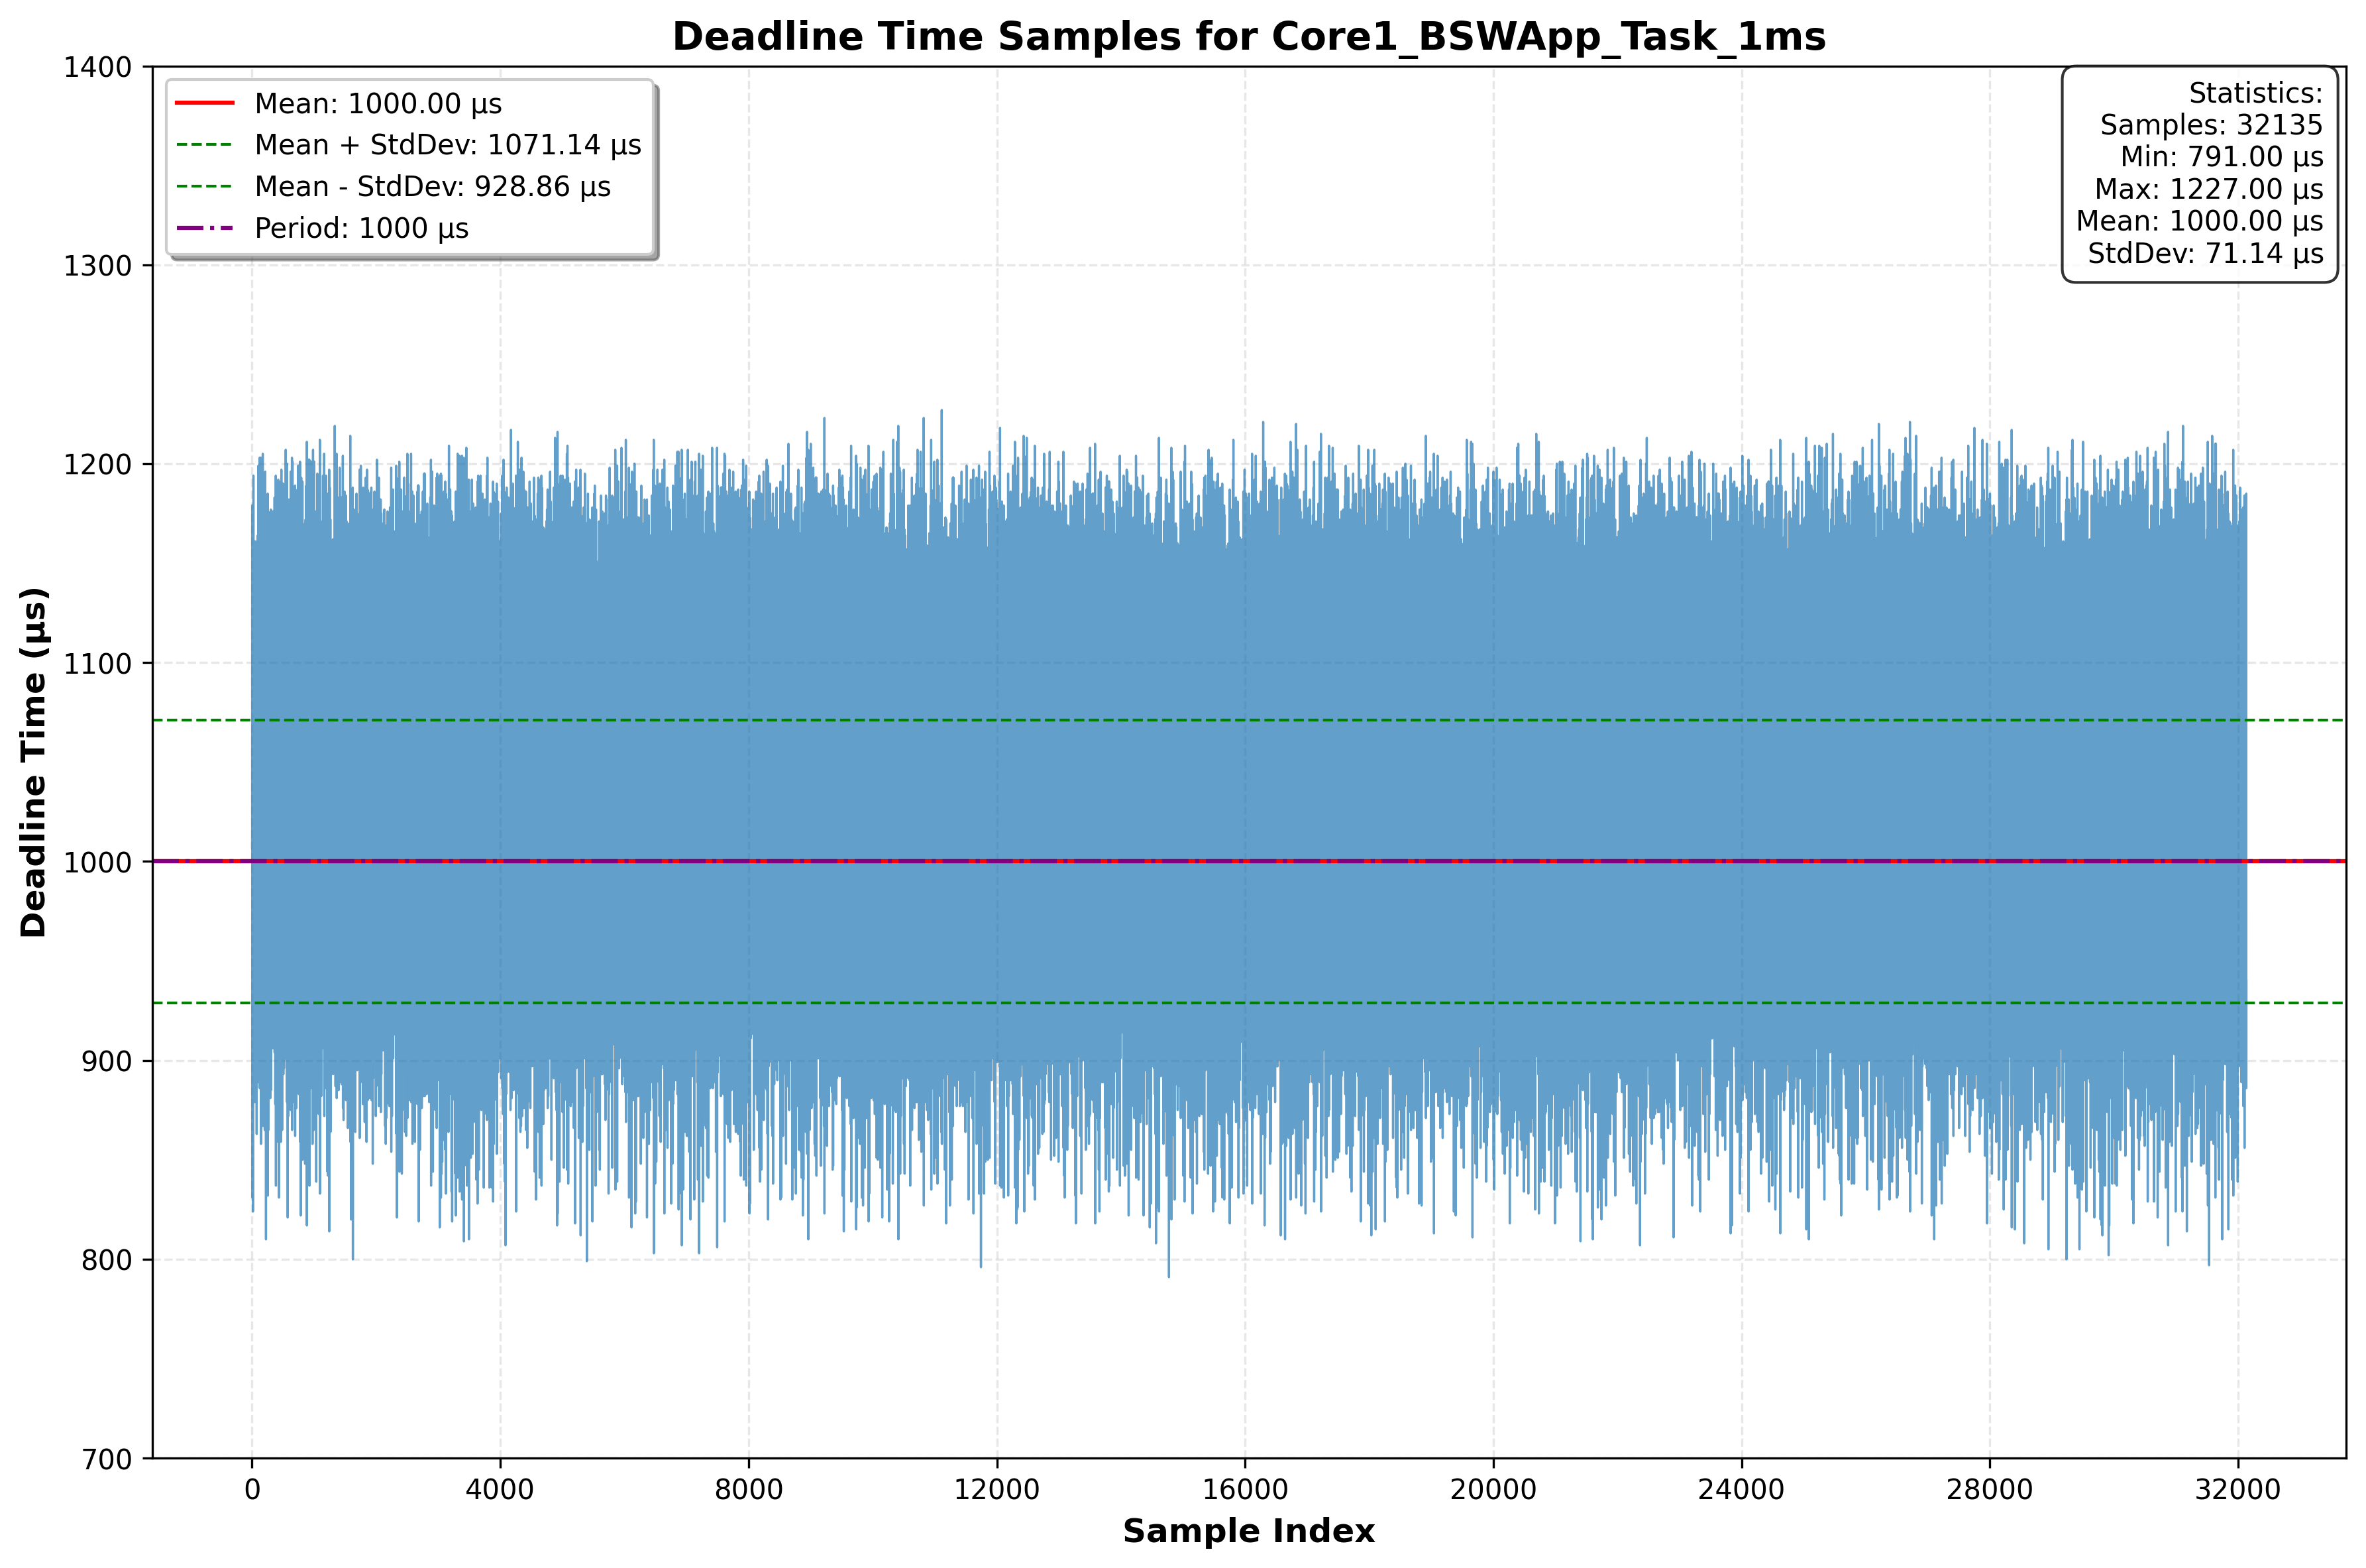 Deadline Time Samples for Core1_BSWApp_Task_1ms
Mean: 1000.00 µs
Mean + StdDev: 1071.14 µs
Mean - StdDev: 928.86 µs
Period: 1000 µs
Statistics:
Samples: 32135
Min: 791.00 µs
Max: 1227.00 µs
Mean: 1000.00 µs
StdDev: 71.14 µs
Deadline Time (µs)
1400
1300
1200
1100
1000
900
800
700
0 4000 8000 12000 16000 20000 24000 28000 32000
Sample Index